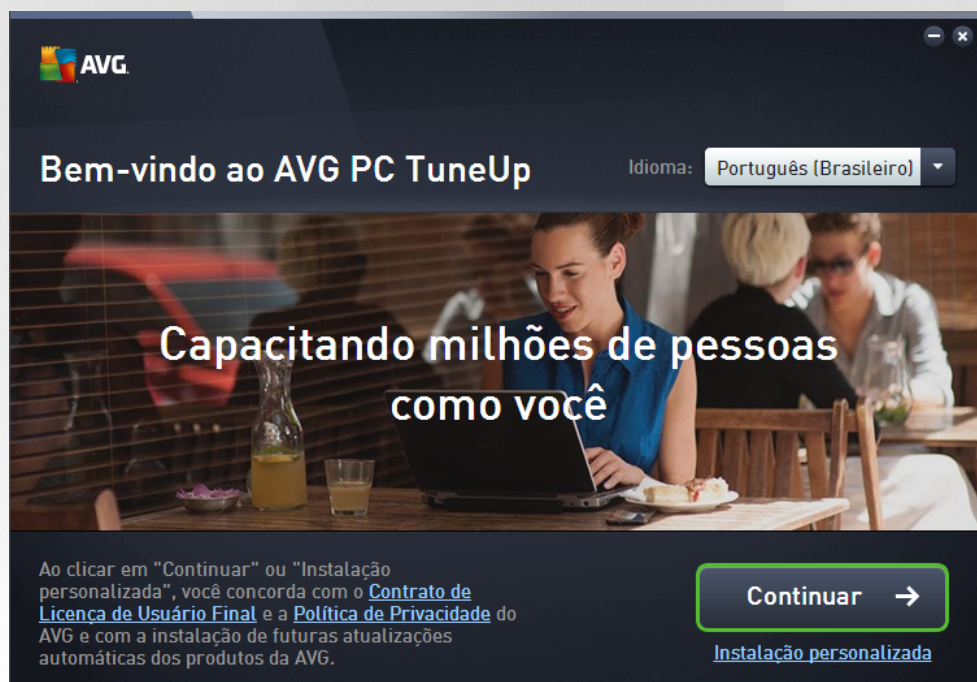 AVG
Bem-vindo ao AVG PC TuneUp
Idioma:
Português (Brasileiro)
Capacitando milhões de pessoas
como você
Ao clicar em "Continuar" ou "Instalação
personalizada", você concorda com o Contrato de
Licença de Usuário Final e a Política de Privacidade do
AVG e com a instalação de futuras atualizações
automáticas dos produtos da AVG.
Continuar →
Instalação personalizada